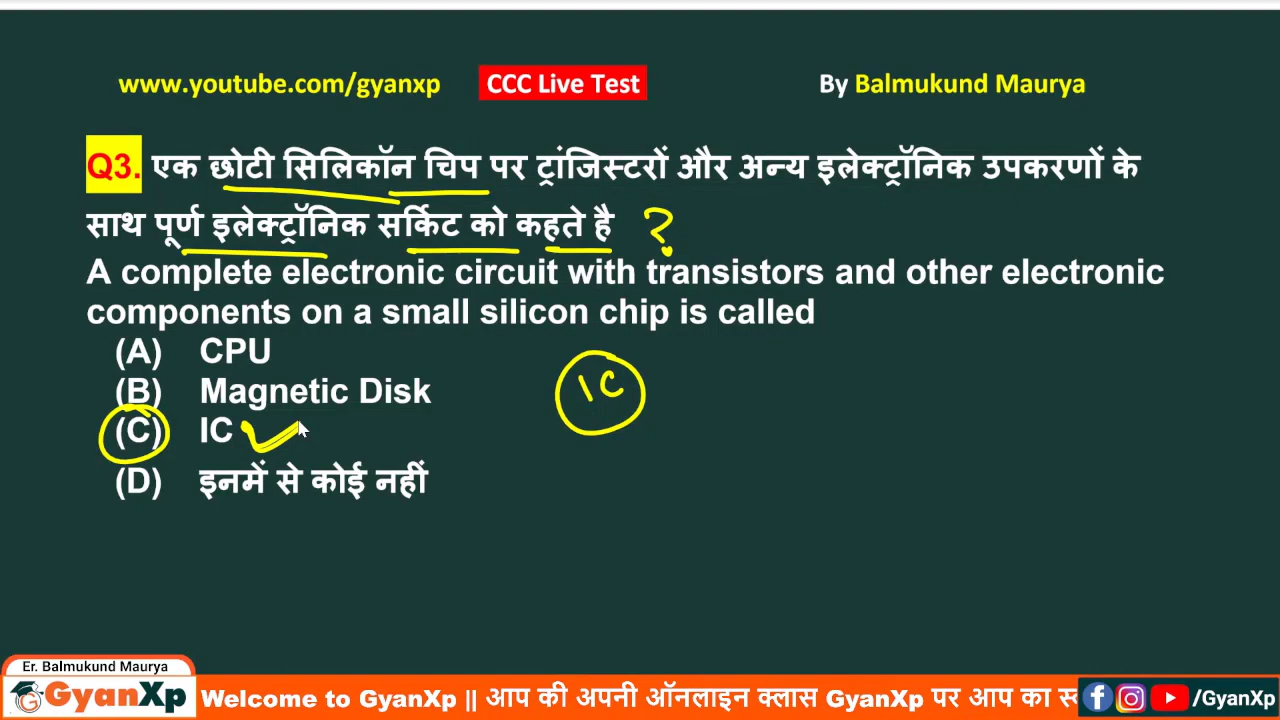 www.youtube.com/gyanxp CCC Live Test By Balmukund Maurya
Q3. एक छोटी सिलिकॉन चिप पर ट्रांजिस्टरों और अन्य इलेक्ट्रॉनिक उपकरणों के
साथ पूर्ण इलेक्ट्रॉनिक सर्किट को कहते है ?
A complete electronic circuit with transistors and other electronic
components on a small silicon chip is called
(A) CPU
(B) Magnetic Disk
IC
(C) IC
(D) इनमें से कोई नहीं
Er. Balmukund Maurya
GyanXp Welcome to GyanXp || आप की अपनी ऑनलाइन क्लास GyanXp पर आप का /GyanXp